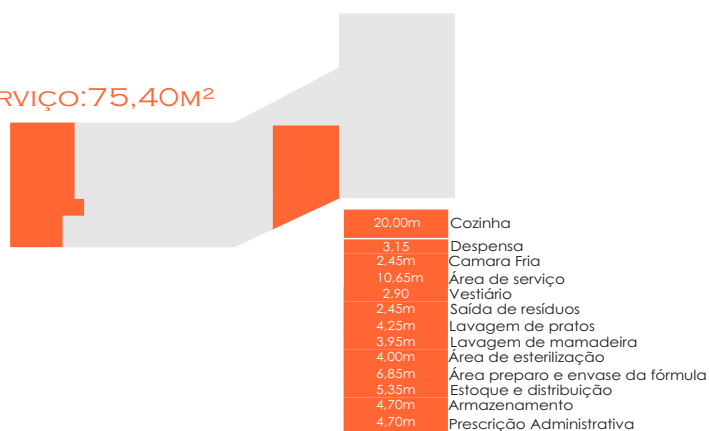 RVIÇO:75,40M²
20,00m Cozinha
3,15 Despensa
2,45m Camara Fria
10,65m Área de serviço
2,90 Vestiário
2,45m Saída de resíduos
4,25m Lavagem de pratos
3,95m Lavagem de mamadeira
4,00m Área de esterilização
6,85m Área preparo e envase da fórmula
5,35m Estoque e distribuição
4,70m Armazenamento
4,70m Prescrição Administrativa